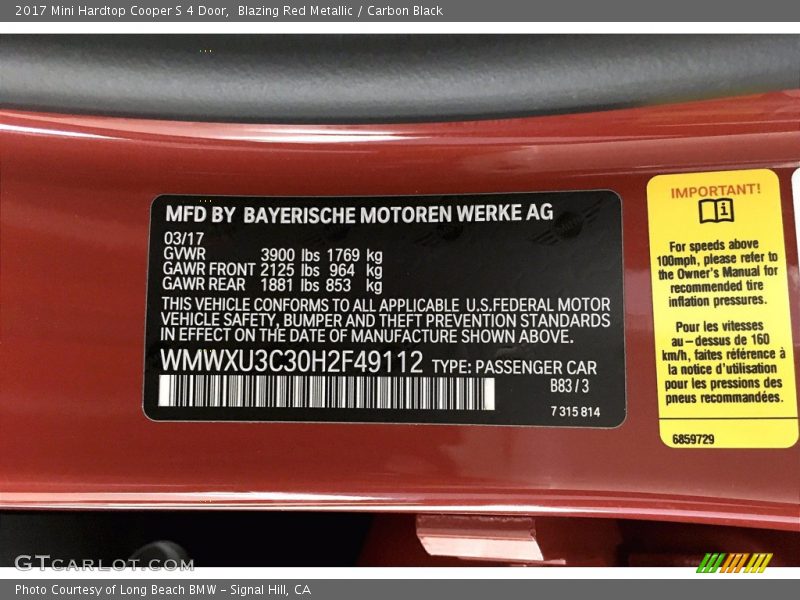 2017 Mini Hardtop Cooper S 4 Door,  Blazing Red Metallic / Carbon Black
MFD BY BAYERISCHE MOTOREN WERKE AG
03/17
GVWR 3900 lbs 1769 kg
GAWR FRONT 2125 lbs 964 kg
GAWR REAR 1881 lbs 853 kg
THIS VEHICLE CONFORMS TO ALL APPLICABLE U.S.FEDERAL MOTOR
VEHICLE SAFETY, BUMPER AND THEFT PREVENTION STANDARDS
IN EFFECT ON THE DATE OF MANUFACTURE SHOWN ABOVE.
WMWXU3C30H2F49112 TYPE: PASSENGER CAR
B83 / 3
7 315 814
IMPORTANT!
For speeds above
100mph, please refer to
the Owner's Manual for
recommended tire
inflation pressures.
Pour les vitesses
au-dessus de 160
km/h, faites référence à
la notice d'utilisation
pour les pressions des
pneus recommandées.
6859729
GTCARLOT.COM
Photo Courtesy of Long Beach BMW - Signal Hill, CA